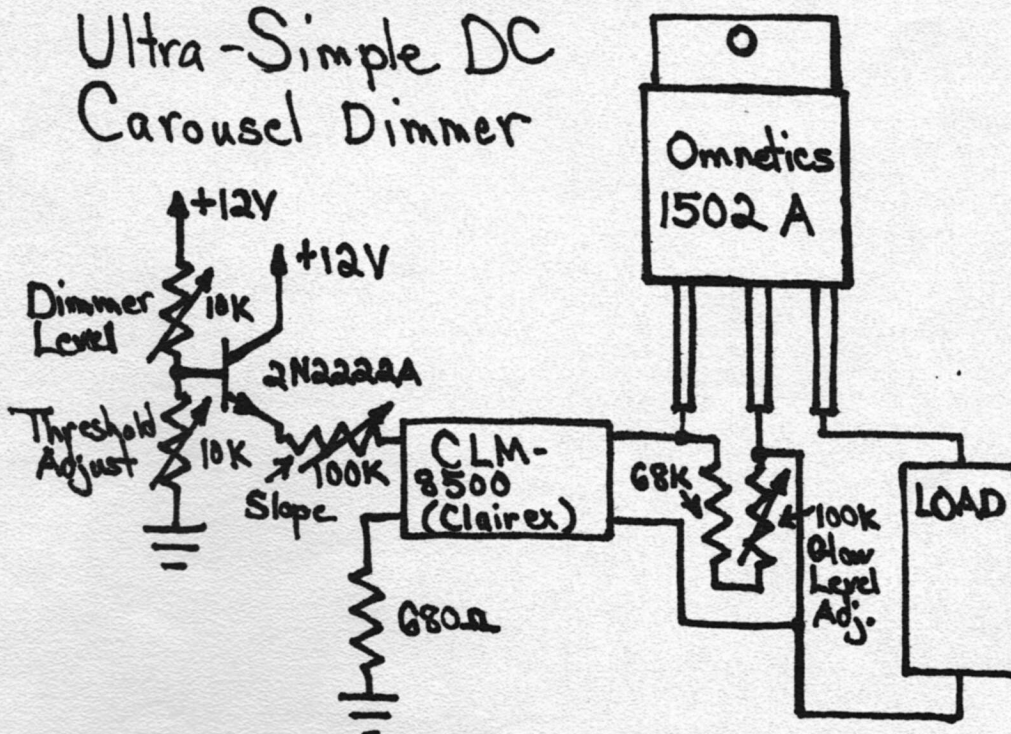 Ultra-Simple DC
Carousel Dimmer
Omnetics
1502 A
+12V
+12V
Dimmer
Level
10K
2N2222A
Threshold
Adjust
10K
100K
Slope
CLM-
8500
(Clairex)
68K
100K
Glow
Level
Adj.
LOAD
680Ω